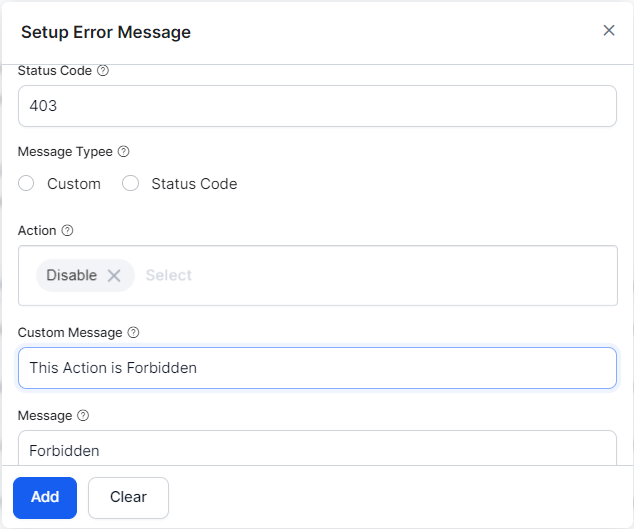 Setup Error Message
Status Code
403
Message Typee
Custom Status Code
Action
Disable Select
Custom Message
This Action is Forbidden
Message
Forbidden
Add Clear